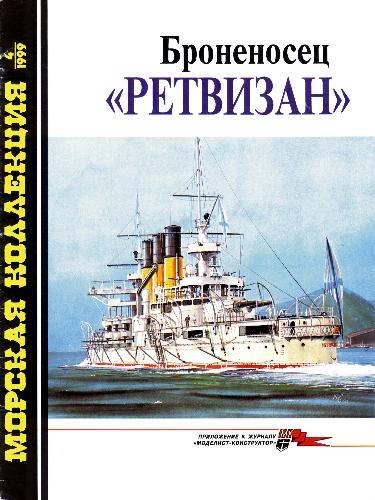 Броненосец
«РЕТВИЗАН»
МОРСКАЯ КОЛЛЕКЦИЯ
4
1999
ПРИЛОЖЕНИЕ К ЖУРНАЛУ
«МОДЕЛИСТ-КОНСТРУКТОР»